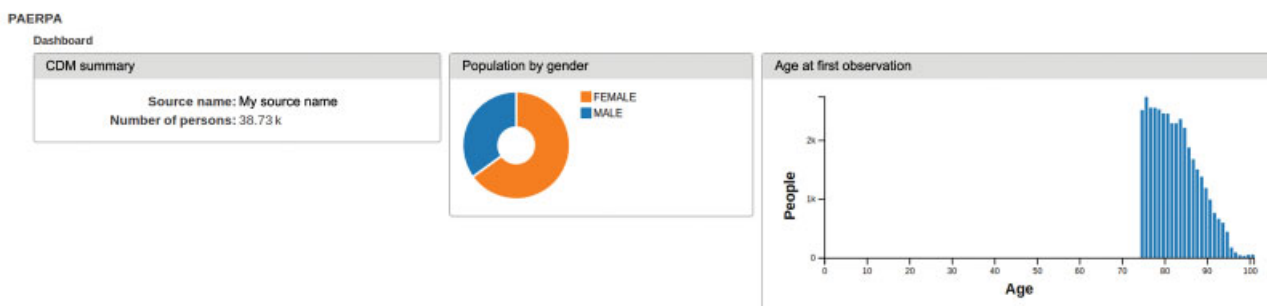 PAERPA
Dashboard
CDM summary
Source name: My source name
Number of persons: 38.73 k
Population by gender
FEMALE
MALE
Age at first observation
2k
1k
0
People
0 10 20 30 40 50 60 70 80 90 100
Age